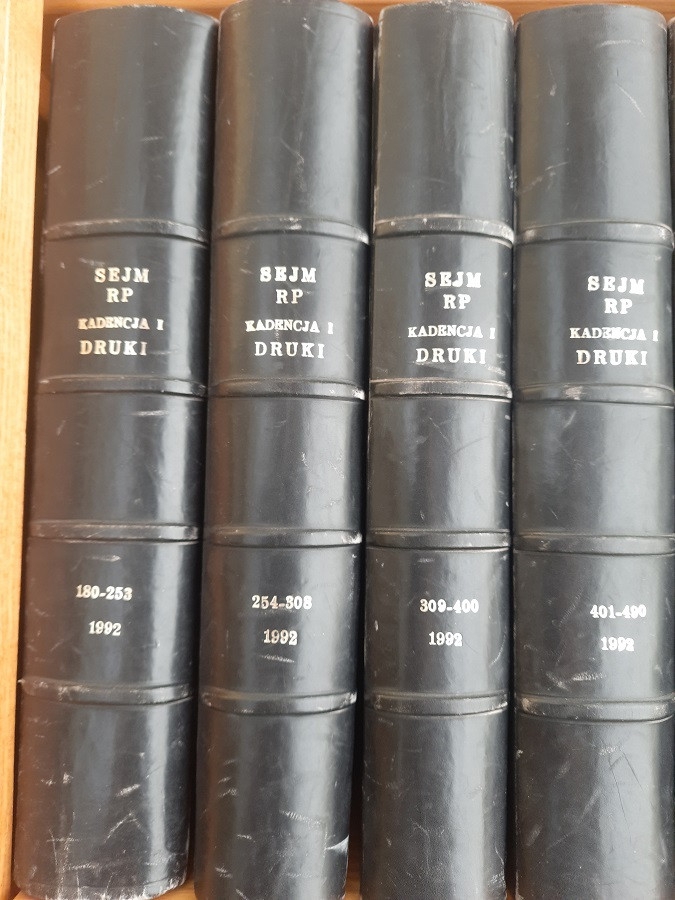 SEJM
RP
KADENCJA I
DRUKI
180-253
1992
SEJM
RP
KADENCJA I
DRUKI
254-308
1992
SEJM
RP
KADENCJA I
DRUKI
309-400
1992
SEJM
RP
KADENCJA I
DRUKI
401-490
1992